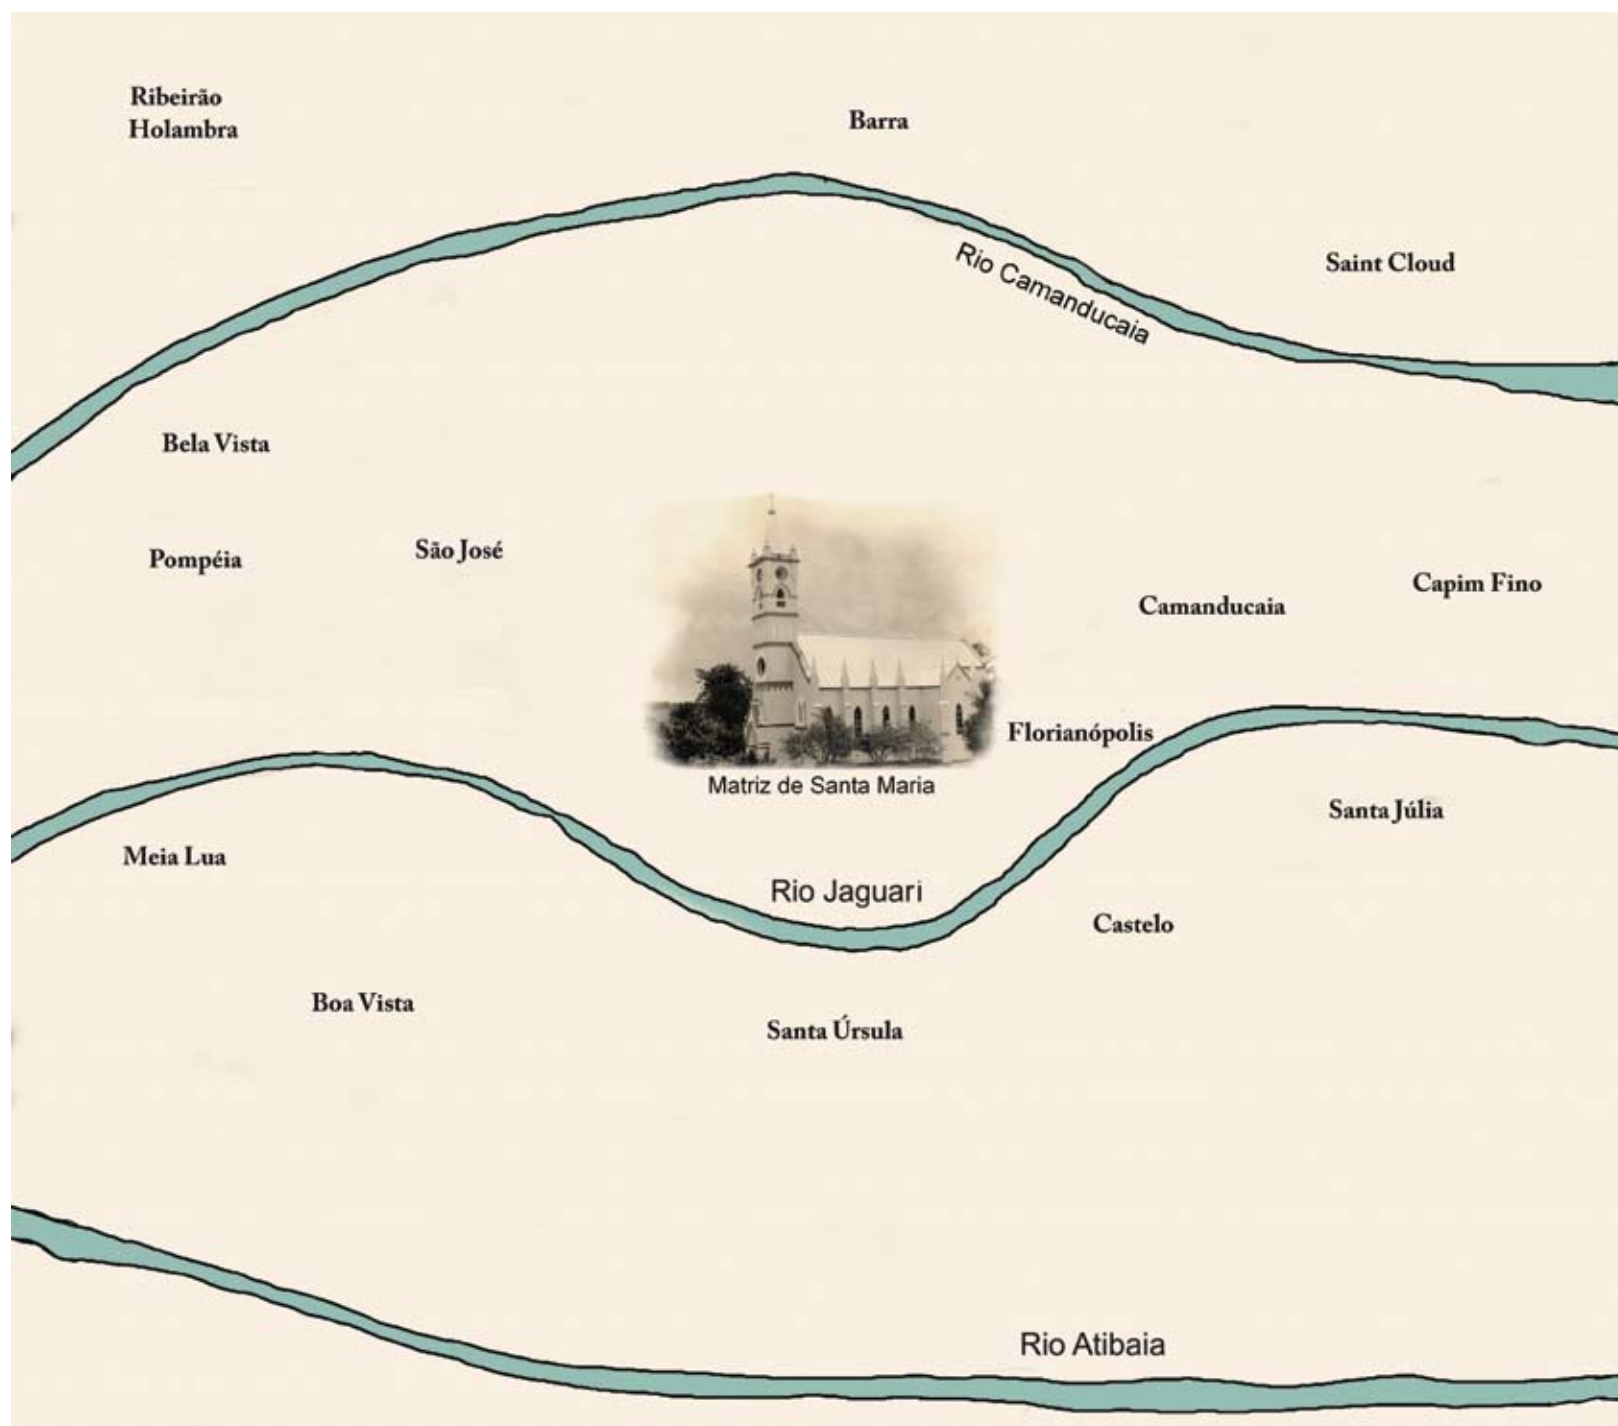 Ribeirão
Holambra
Barra
Rio Camanducaia
Saint Cloud
Bela Vista
Pompéia
São José
Capim Fino
Camanducaia
Florianópolis
Matriz de Santa Maria
Santa Júlia
Meia Lua
Rio Jaguari
Castelo
Boa Vista
Santa Úrsula
Rio Atibaia